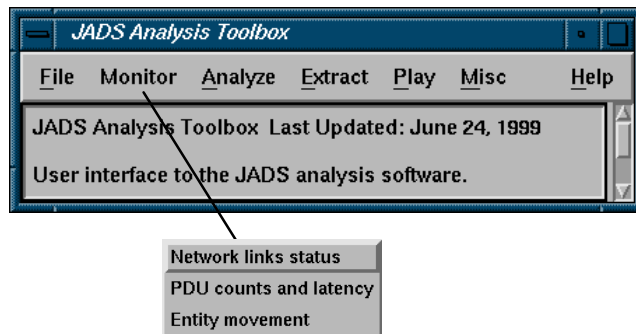 JADS Analysis Toolbox
File Monitor Analyze Extract Play Misc Help
JADS Analysis Toolbox Last Updated: June 24, 1999
User interface to the JADS analysis software.
Network links status
PDU counts and latency
Entity movement